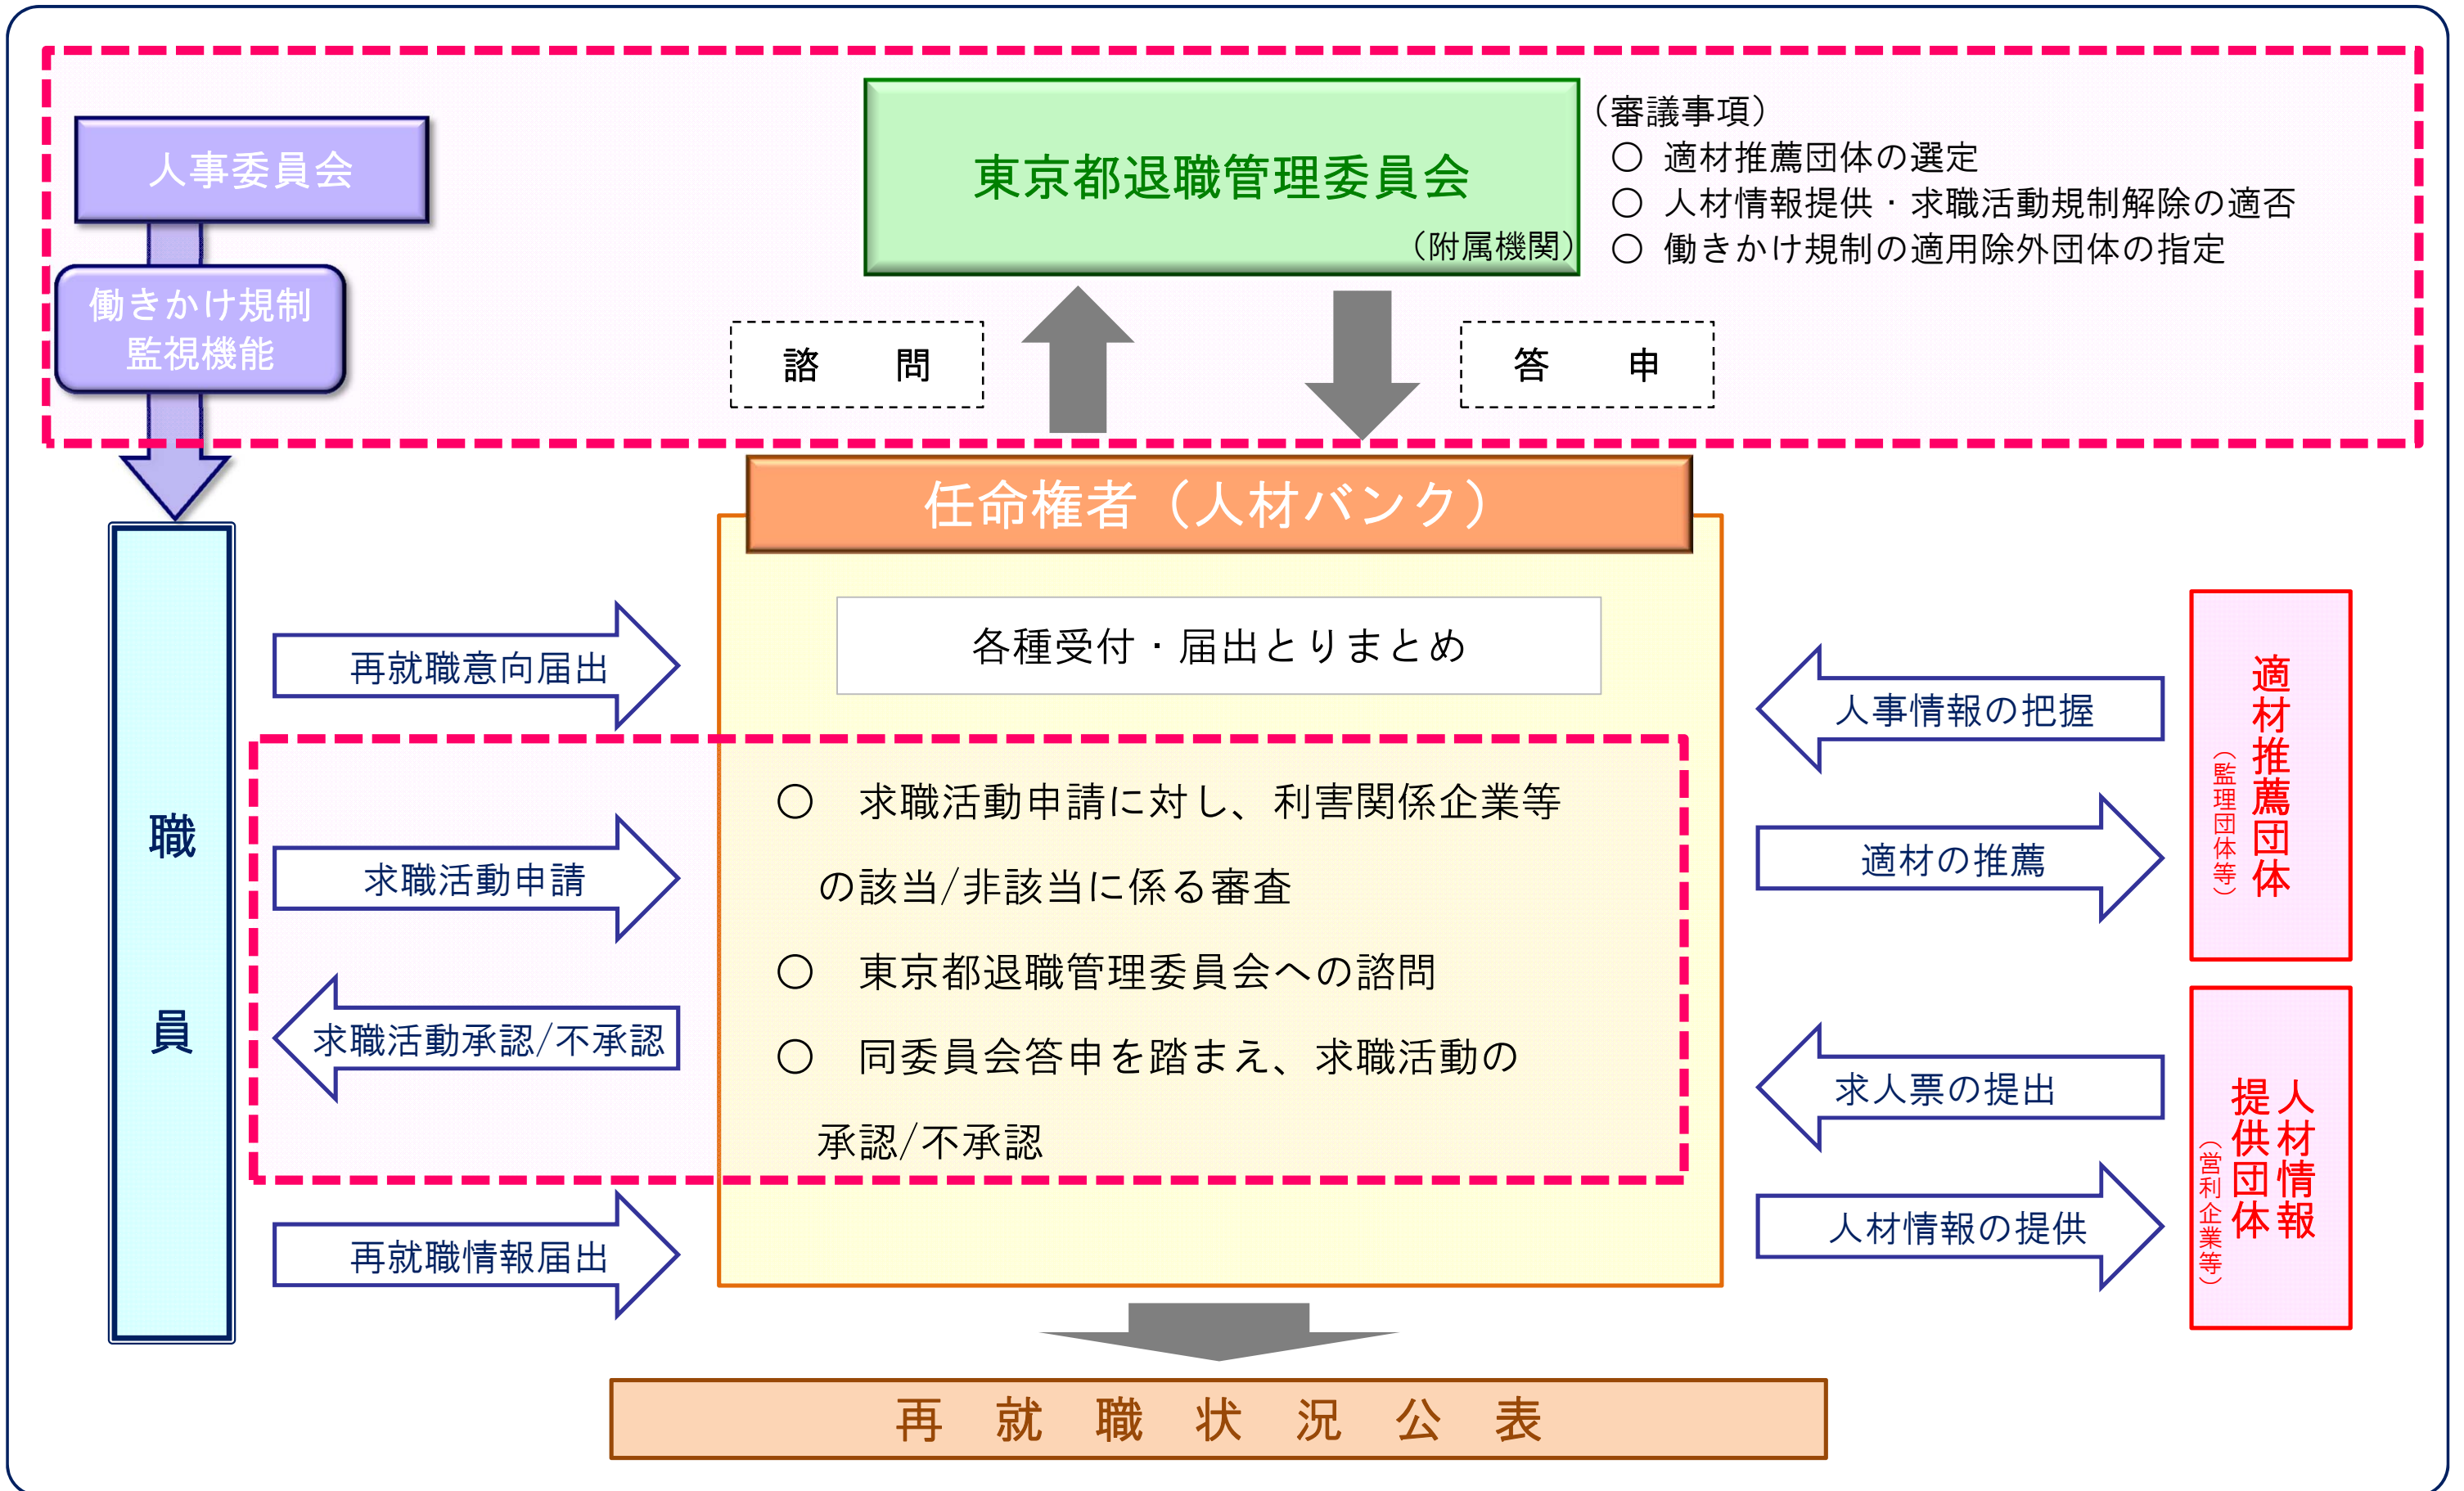 人事委員会
働きかけ規制
監視機能
東京都退職管理委員会
（附属機関）
（審議事項）
○ 適材推薦団体の選定
○ 人材情報提供・求職活動規制解除の適否
○ 働きかけ規制の適用除外団体の指定
諮　問
答　申
任命権者（人材バンク）
各種受付・届出とりまとめ
○　求職活動申請に対し、利害関係企業等
の該当/非該当に係る審査
○　東京都退職管理委員会への諮問
○　同委員会答申を踏まえ、求職活動の
承認/不承認
職　員
再就職意向届出
求職活動申請
求職活動承認/不承認
再就職情報届出
人事情報の把握
適材の推薦
求人票の提出
人材情報の提供
適材推薦団体
（監理団体等）
人材情報
提供団体
（営利企業等）
再 就 職 状 況 公 表